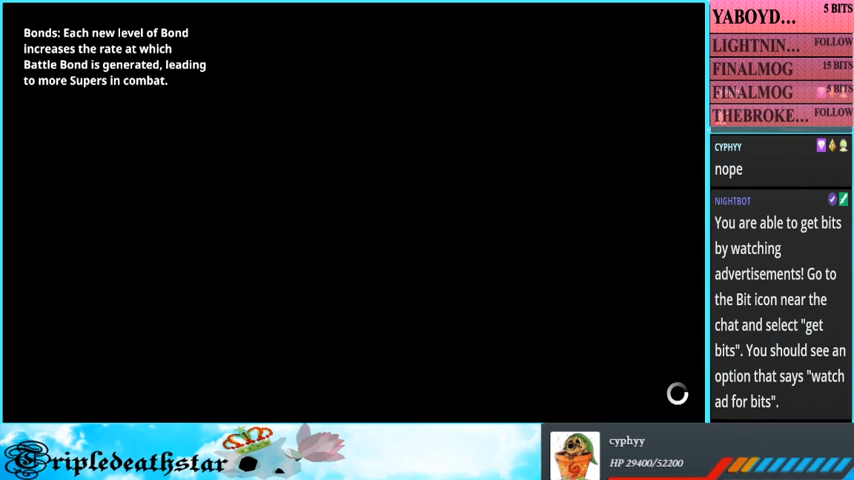 Bonds: Each new level of Bond
increases the rate at which
Battle Bond is generated, leading
to more Supers in combat.
YABOYD... 5 BITS
LIGHTNIN... FOLLOW
FINALMOG 15 BITS
FINALMOG 5 BITS
THEBROKE... FOLLOW
CYPHYY
nope
NIGHTBOT
You are able to get bits
by watching
advertisements! Go to
the Bit icon near the
chat and select "get
bits". You should see an
option that says "watch
ad for bits".
Tripledeathstar
cyphyy
HP 29400/52200